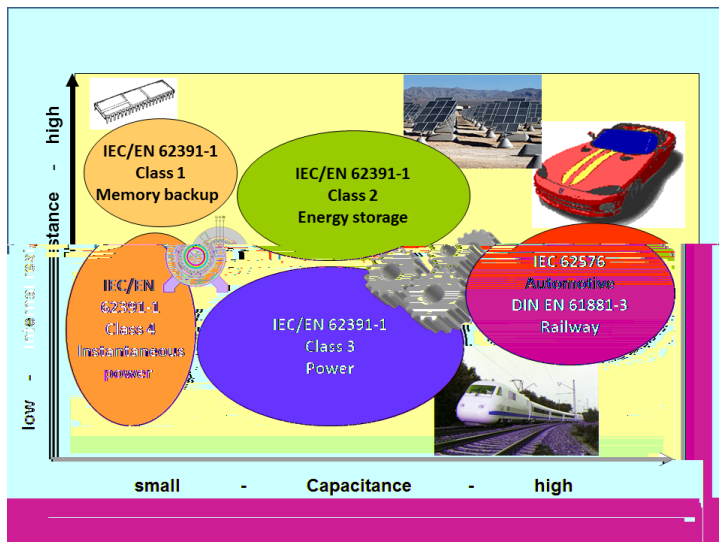 IEC/EN 62391-1
Class 1
Memory backup
IEC/EN 62391-1
Class 2
Energy storage
IEC/EN
62391-1
Class 4
Instantaneous
power
IEC/EN 62391-1
Class 3
Power
IEC 62576
Automotive
DIN EN 61881-3
Railway
low - Internal resistance - high
small - Capacitance - high